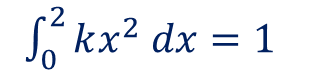 ∫₀² kx² dx = 1